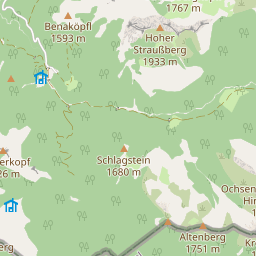 1767 m
Benaköpfl
1593 m
Hoher
Straußberg
1933 m
Schlagstein
1680 m
Altenberg
1751 m